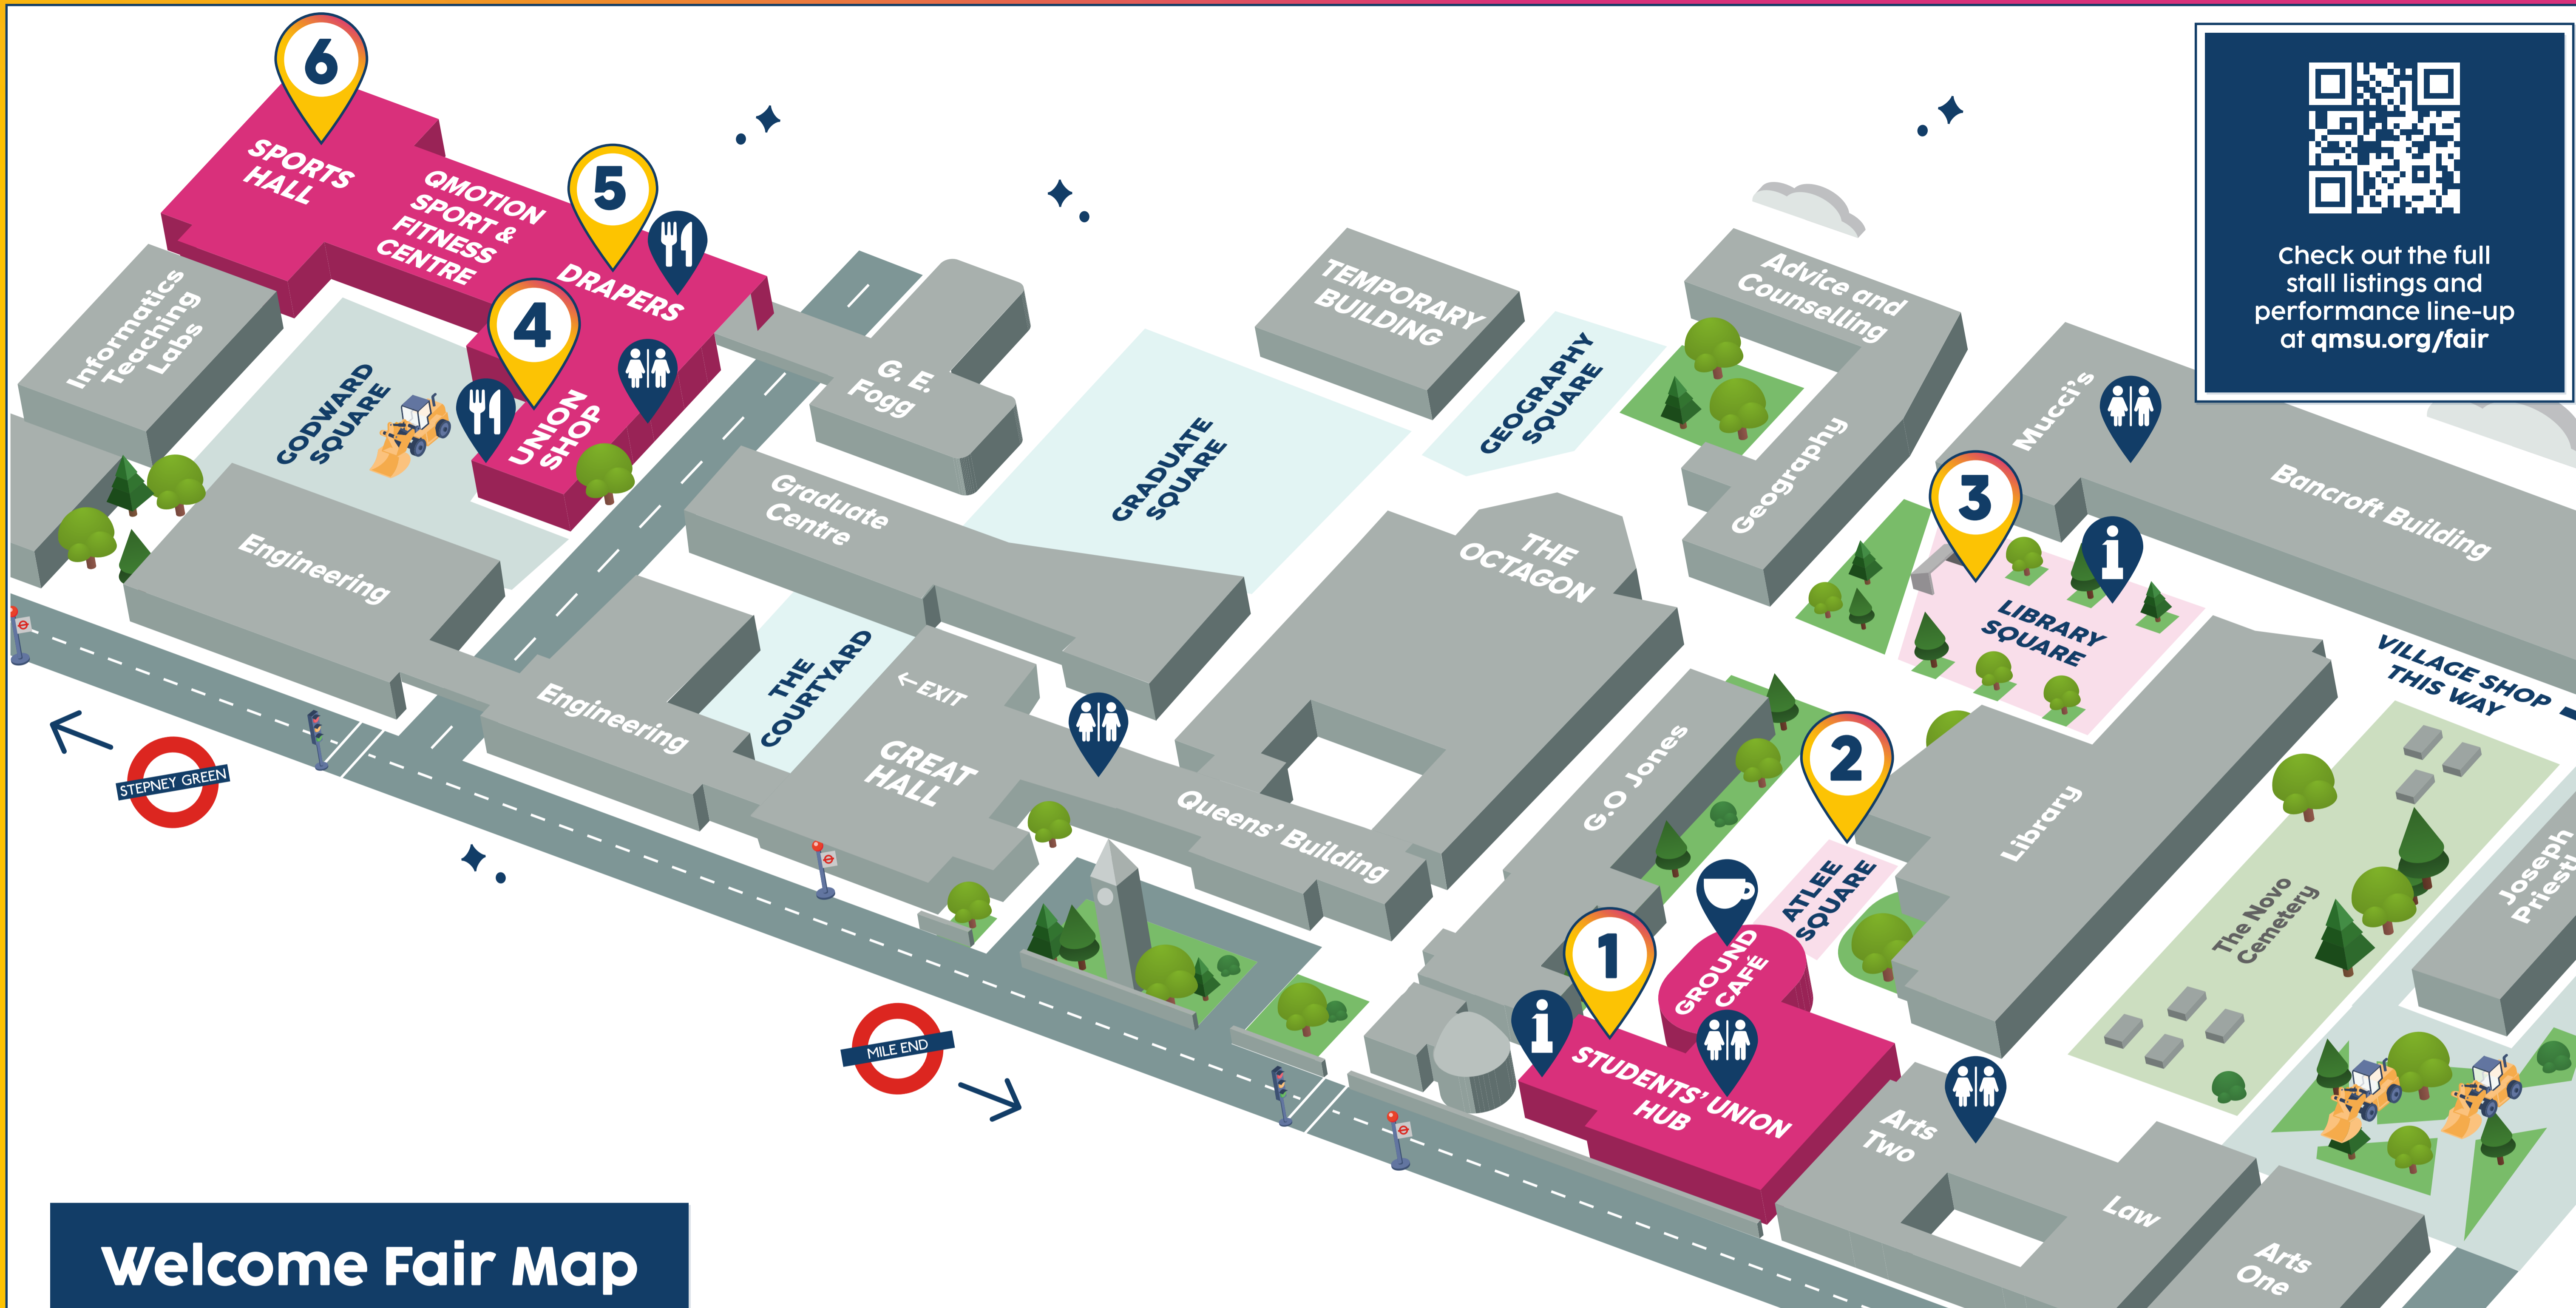 6
SPORTS
HALL
QMOTION
SPORT &
FITNESS
CENTRE
5
DRAPERS
4
UNION
SHOP
Informatics
Teaching
Labs
GODWARD
SQUARE
Engineering
G. E.
Fogg
Graduate
Centre
GRADUATE
SQUARE
TEMPORARY
BUILDING
GEOGRAPHY
SQUARE
Advice and
Counselling
Geography
THE
OCTAGON
Mucci's
Bancroft Building
3
i
LIBRARY
SQUARE
VILLAGE SHOP
THIS WAY
Check out the full
stall listings and
performance line-up
at qmsu.org/fair
STEPNEY GREEN
Engineering
THE
COURTYARD
←EXIT
GREAT
HALL
Queens' Building
G.O Jones
2
ATLEE
SQUARE
Library
The Novo
Cemetery
MILE END
1
i
GROUND
CAFÉ
STUDENTS' UNION
HUB
Arts
Two
Law
Arts
One
Joseph
Welcome Fair Map